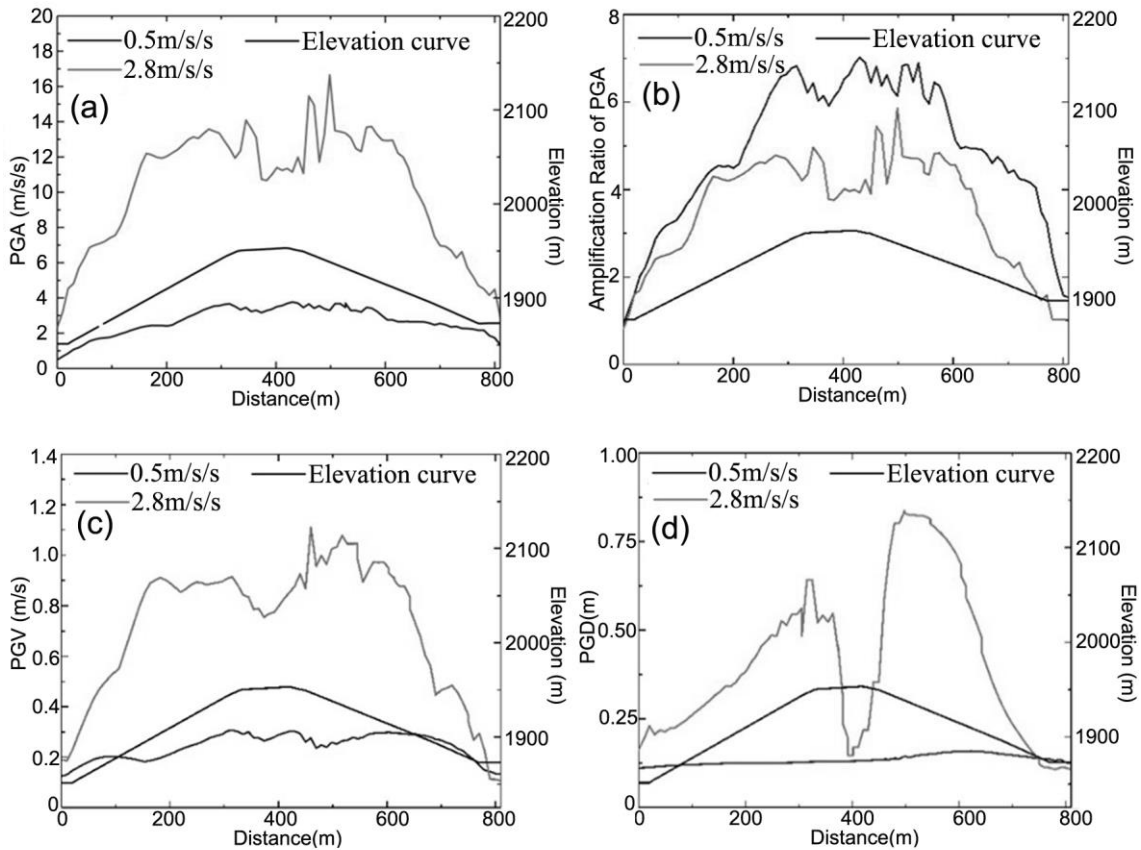 20
18
16
14
12
10
8
6
4
2
0
PGA (m/s/s)
0.5m/s/s
Elevation curve
2.8m/s/s
(a)
2200
2100
2000
1900
Elevation (m)
0
200
400
600
800
Distance(m)
8
6
4
2
0
Amplification Ratio of PGA
0.5m/s/s
Elevation curve
2.8m/s/s
(b)
2200
2100
2000
1900
Elevation (m)
0
200
400
600
800
Distance(m)
1.4
1.2
1.0
0.8
0.6
0.4
0.2
0
PGV (m/s)
0.5m/s/s
Elevation curve
2.8m/s/s
(c)
2200
2100
2000
1900
Elevation (m)
0
200
400
600
800
Distance(m)
1.00
0.75
0.50
0.25
0
PGD(m)
0.5m/s/s
Elevation curve
2.8m/s/s
(d)
2200
2100
2000
1900
Elevation (m)
0
200
400
600
800
Distance(m)